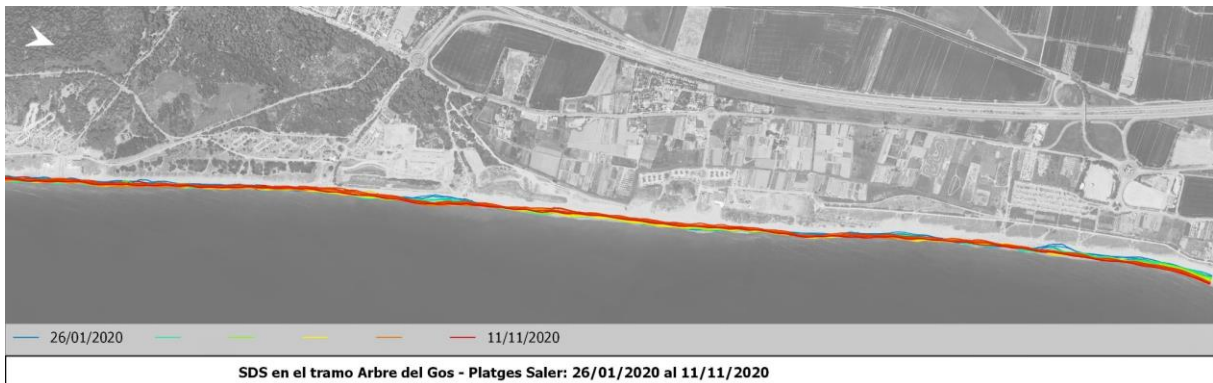 26/01/2020 11/11/2020
SDS en el tramo Arbre del Gos - Platges Saler: 26/01/2020 al 11/11/2020